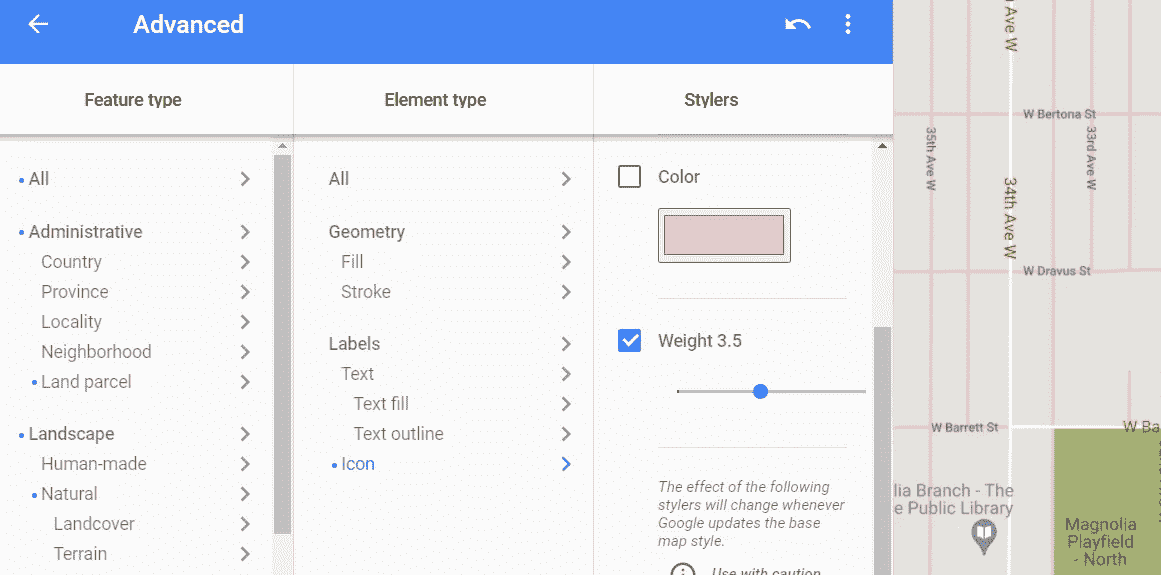 Advanced
Feature type
Element type
Stylers
All
Administrative
Country
Province
Locality
Neighborhood
Land parcel
Landscape
Human-made
Natural
Landcover
Terrain
All
Geometry
Fill
Stroke
Labels
Text
Text fill
Text outline
Icon
Color
Weight 3.5
The effect of the following
stylers will change whenever
Google updates the base
map style.
Use with caution
Ave W
W Bertona St
35th Ave W
33rd Ave W
34th Ave W
W Dravus St
W Barrett St
W Ba
lia Branch - The
e Public Library
Magnolia
Playfield
- North